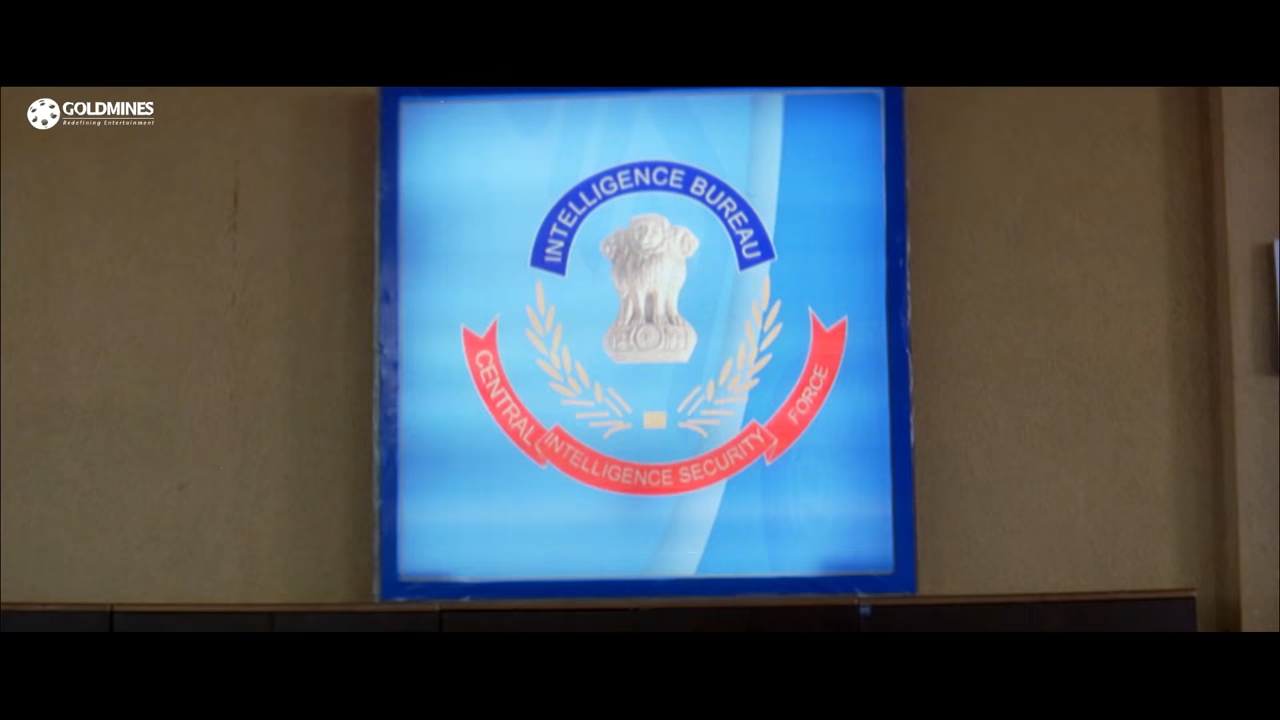 GOLDMINES
Redefining Entertainment
INTELLIGENCE BUREAU
CENTRAL INTELLIGENCE SECURITY FORCE